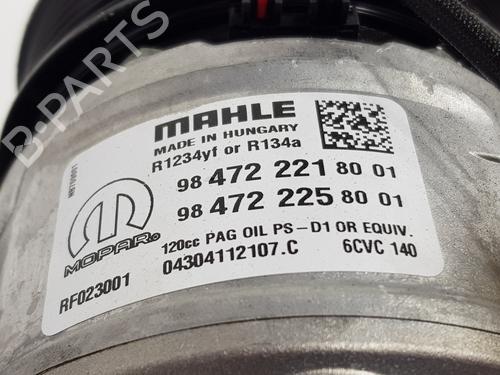 MAHLE
MADE IN HUNGARY
R1234yf or R134a
98 472 221 80 01
98 472 225 80 01
MOPAR®
120cc PAG OIL PS-D1 OR EQUIV.
04304112107.C 6CVC 140
RF023001
B-PARTS